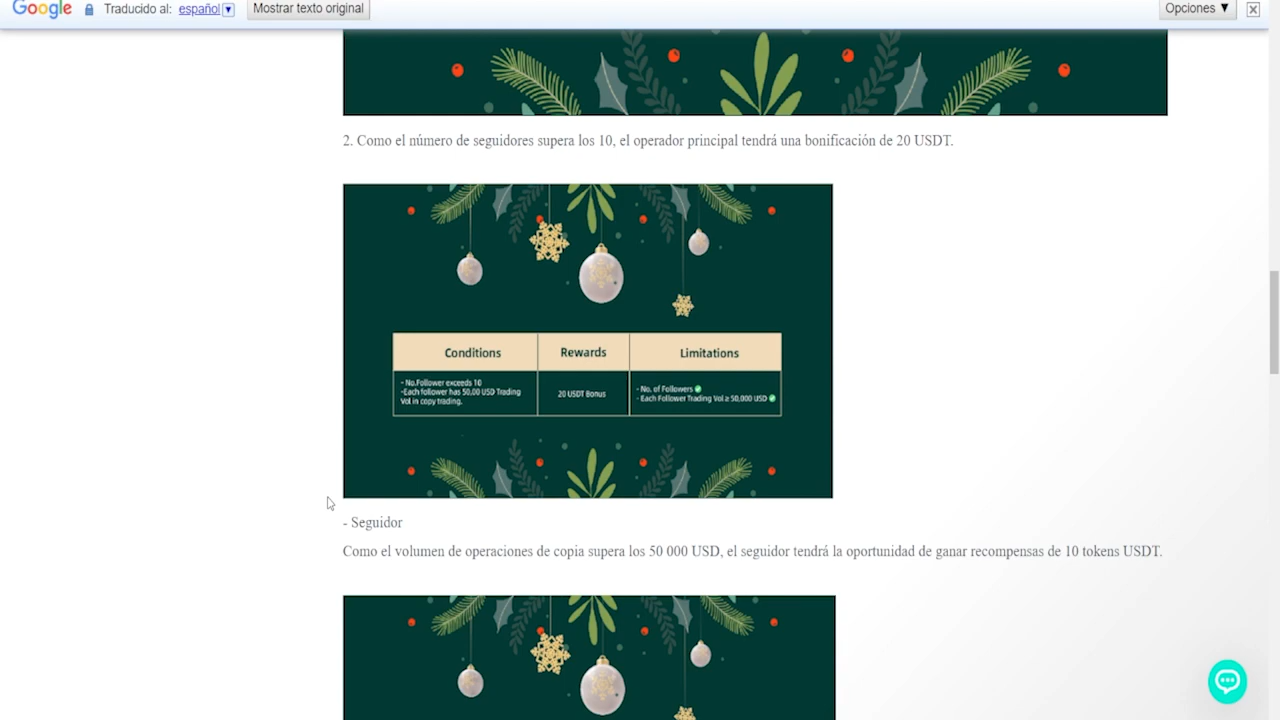 Google Traducido al: español Mostrar texto original Opciones ▼
2. Como el número de seguidores supera los 10, el operador principal tendrá una bonificación de 20 USDT.
Conditions Rewards Limitations
- No.Follower exceeds 10
-Each follower has 50,00 USD Trading
Vol in copy trading.
20 USDT Bonus
- No. of Followers
- Each Follower Trading Vol ≥ 50,000 USD
- Seguidor
Como el volumen de operaciones de copia supera los 50 000 USD, el seguidor tendrá la oportunidad de ganar recompensas de 10 tokens USDT.